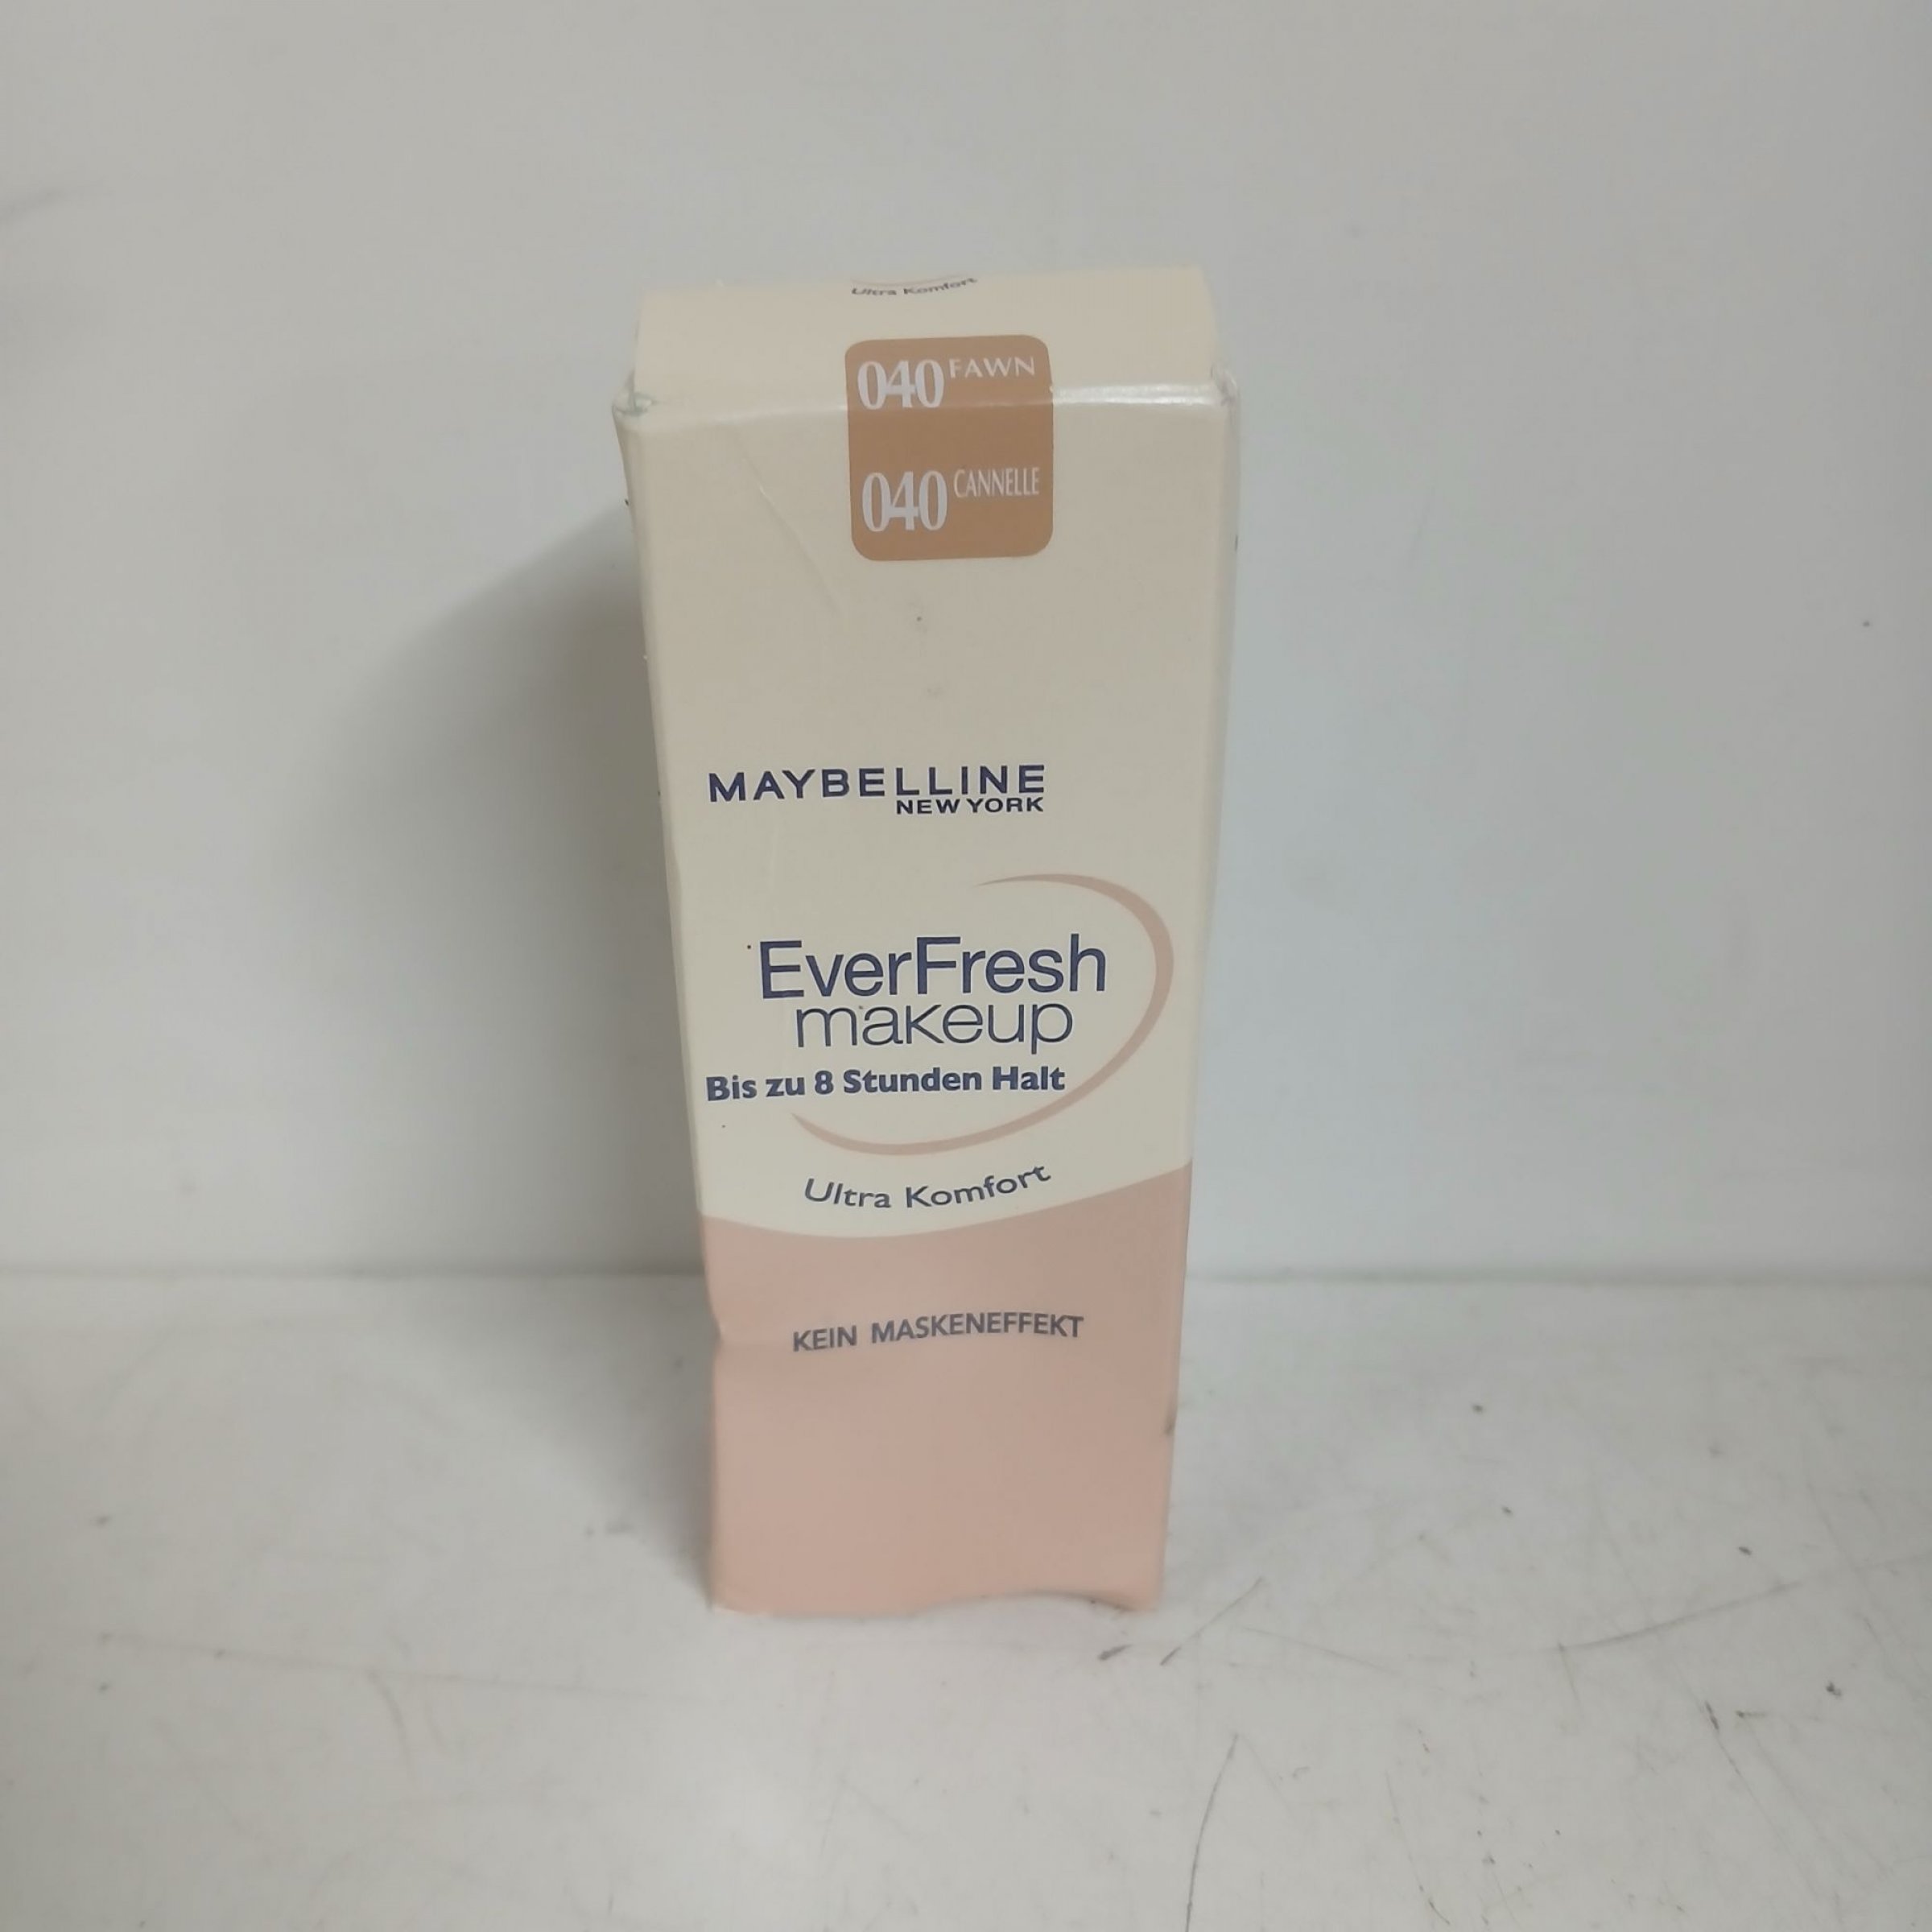 Ultra Komfort
040 FAWN
040 CANNELLE
MAYBELLINE
NEW YORK
EverFresh
makeup
Bis zu 8 Stunden Halt
Ultra Komfort
KEIN MASKENEFFEKT